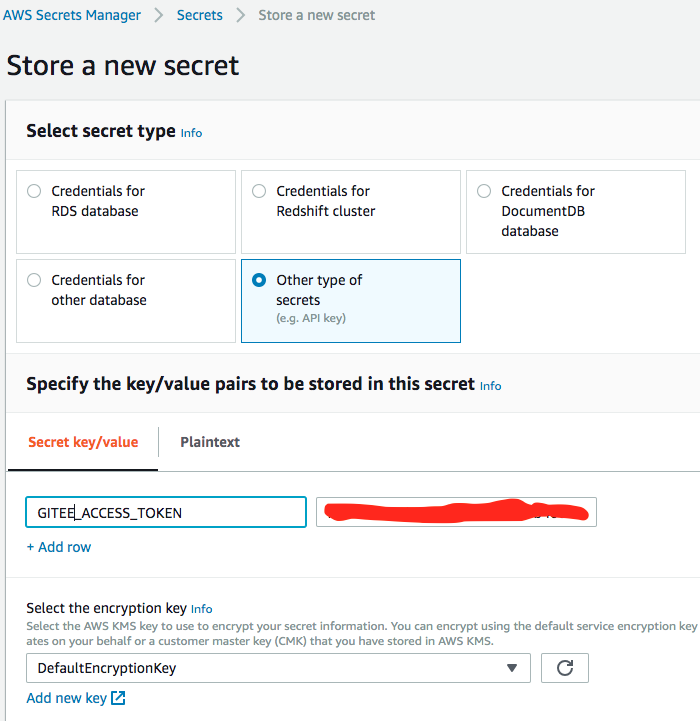 AWS Secrets Manager > Secrets > Store a new secret
Store a new secret
Select secret type Info
Credentials for
RDS database
Credentials for
Redshift cluster
Credentials for
DocumentDB
database
Credentials for
other database
Other type of
secrets
(e.g. API key)
Specify the key/value pairs to be stored in this secret Info
Secret key/value
Plaintext
GITEE_ACCESS_TOKEN
+ Add row
Select the encryption key Info
Select the AWS KMS key to use to encrypt your secret information. You can encrypt using the default service encryption key
ates on your behalf or a customer master key (CMK) that you have stored in AWS KMS.
DefaultEncryptionKey
Add new key